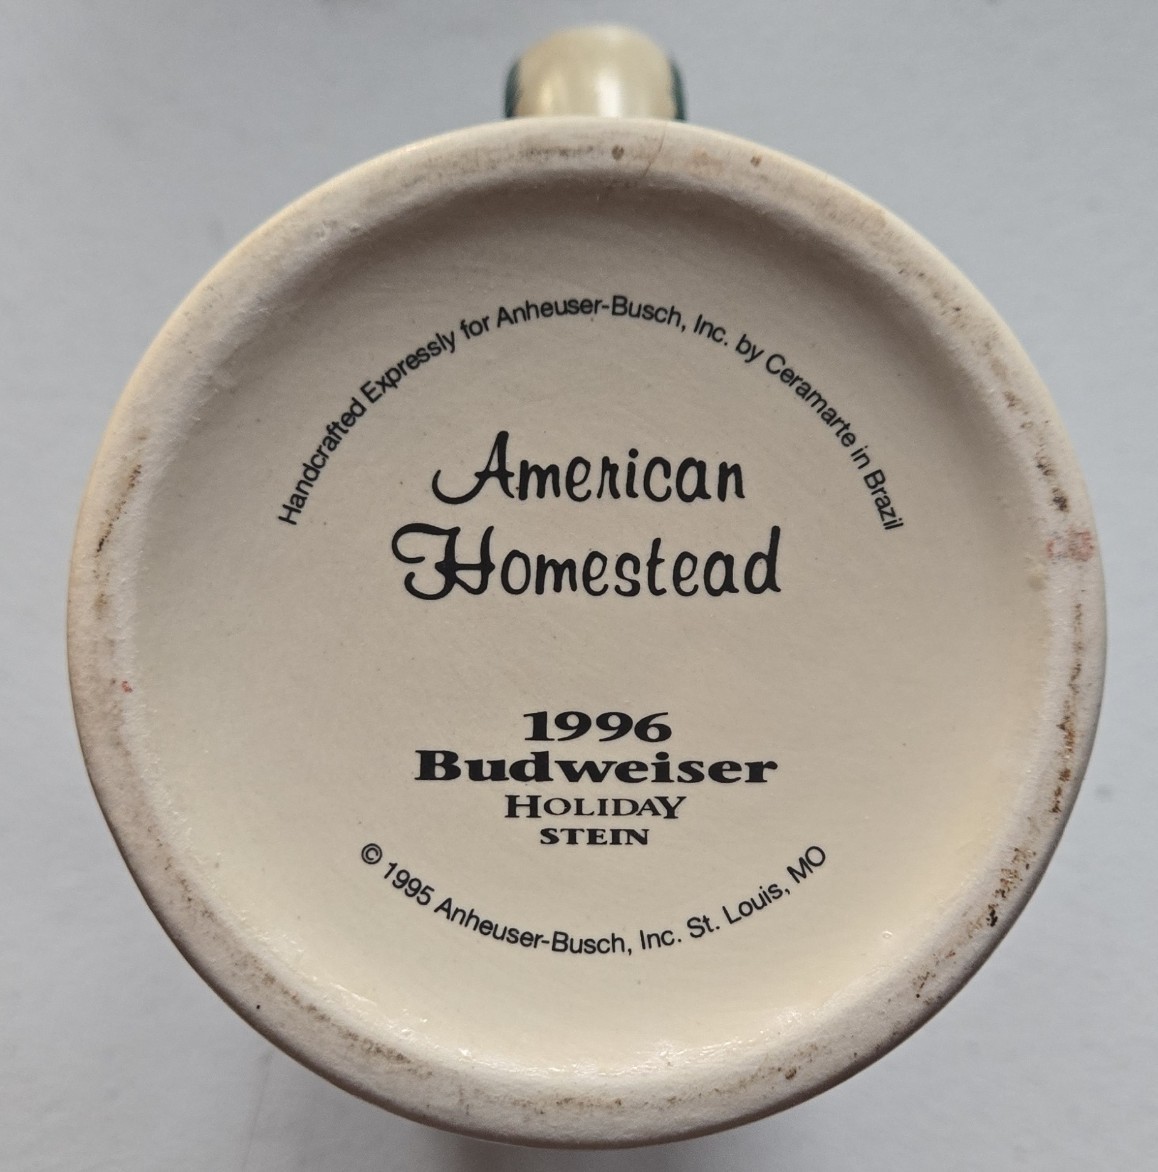 Handcrafted Expressly for Anheuser-Busch, Inc. by Ceramarte in Brazil
American
Homestead
1996
Budweiser
HOLIDAY
STEIN
© 1995 Anheuser-Busch, Inc. St. Louis, MO